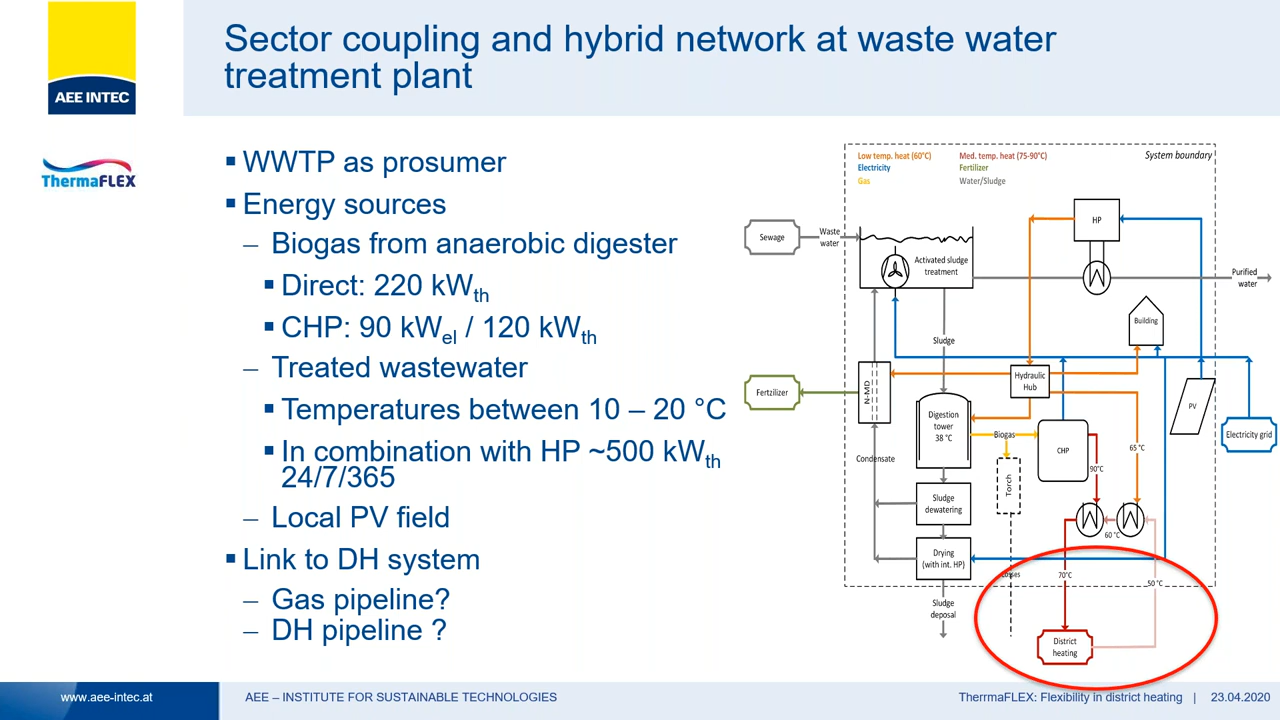 Sector coupling and hybrid network at waste water
treatment plant
AEE INTEC
ThermaFLEX
▪ WWTP as prosumer
▪ Energy sources
– Biogas from anaerobic digester
▪ Direct: 220 kWth
▪ CHP: 90 kWel / 120 kWth
– Treated wastewater
▪ Temperatures between 10 – 20 °C
▪ In combination with HP ~500 kWth
24/7/365
– Local PV field
▪ Link to DH system
– Gas pipeline?
– DH pipeline ?
Low temp. heat (60°C)
Electricity
Gas
Med. temp. heat (75-90°C)
Fertilizer
Water/Sludge
System boundary
Sewage
Waste
water
Activated sludge
treatment
HP
Purified
water
Building
Sludge
Fertzilizer
N-MD
Hydraulic
Hub
PV
Electricity grid
Digestion
tower
38 °C
Biogas
CHP
65 °C
90°C
Condensate
Torch
Sludge
dewatering
60 °C
Drying
(with int. HP)
70°C
50 °C
Sludge
deposal
District
heating
www.aee-intec.at
AEE – INSTITUTE FOR SUSTAINABLE TECHNOLOGIES
TherrmaFLEX: Flexibility in district heating | 23.04.2020